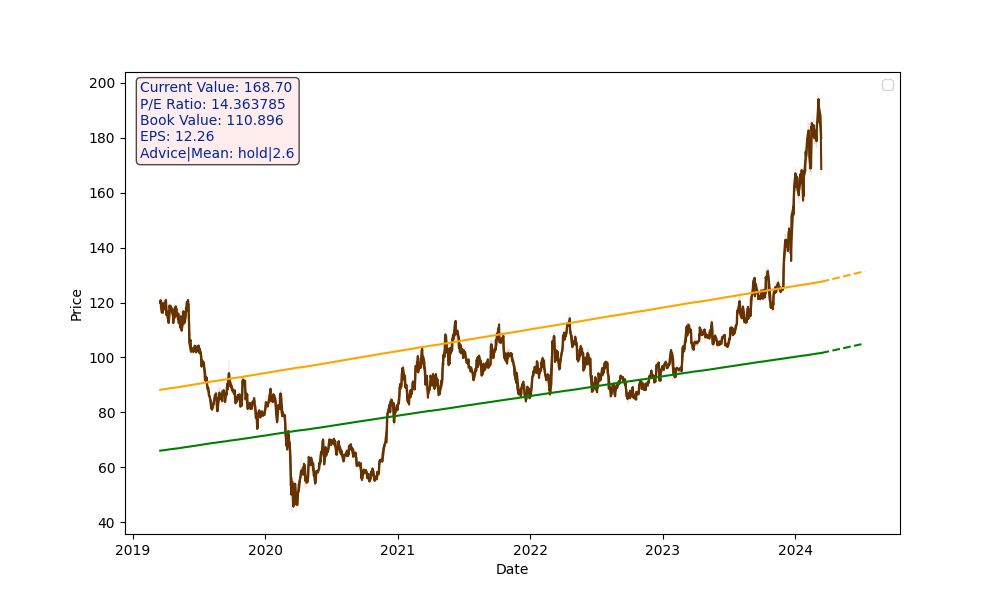 Current Value: 168.70
P/E Ratio: 14.363785
Book Value: 110.896
EPS: 12.26
Advice|Mean: hold|2.6
200
180
160
140
120
100
80
60
40
Price
2019 2020 2021 2022 2023 2024
Date